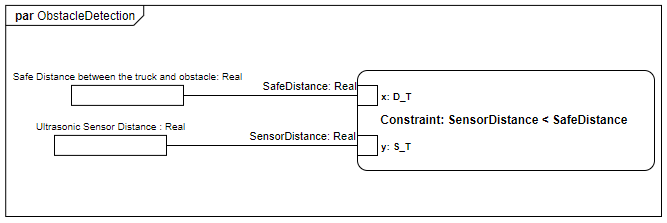 par ObstacleDetection
Safe Distance between the truck and obstacle: Real
SafeDistance: Real
x: D_T
Constraint: SensorDistance < SafeDistance
Ultrasonic Sensor Distance : Real
SensorDistance: Real
y: S_T